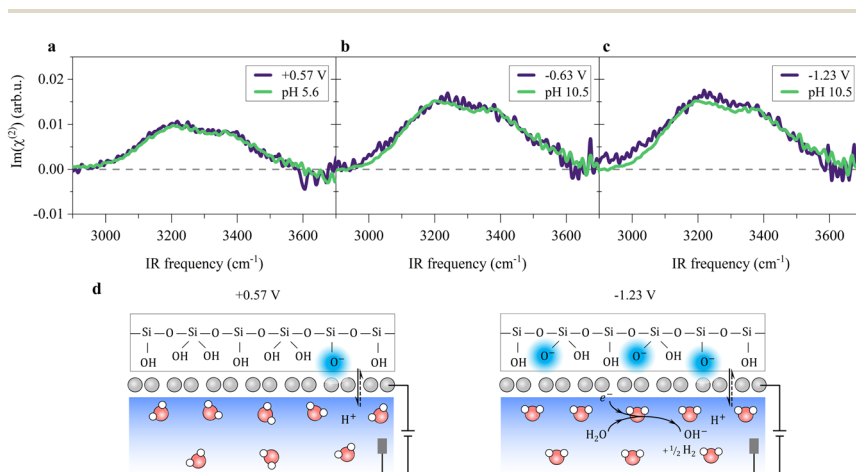 a
b
c
Im(χ⁽²⁾) (arb.u.)
0.02
0.01
0.00
-0.01
+0.57 V
pH 5.6
-0.63 V
pH 10.5
-1.23 V
pH 10.5
3000 3200 3400 3600
3000 3200 3400 3600
3000 3200 3400 3600
IR frequency (cm⁻¹)
IR frequency (cm⁻¹)
IR frequency (cm⁻¹)
d
+0.57 V
Si O Si O Si O Si O Si O Si
OH OH OH OH OH OH O⁻ OH
H⁺
-1.23 V
Si O Si O Si O Si O Si O Si
OH O⁻ OH O⁻ OH O⁻ OH
e⁻
H⁺
H₂O
OH⁻
+½ H₂